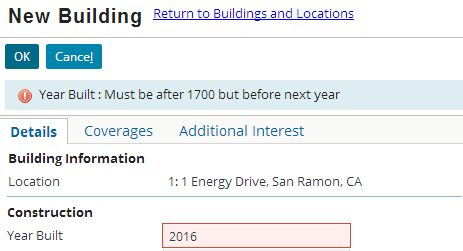 New Building Return to Buildings and Locations
OK Cancel
Year Built : Must be after 1700 but before next year
Details Coverages Additional Interest
Building Information
Location 1: 1 Energy Drive, San Ramon, CA
Construction
Year Built 2016